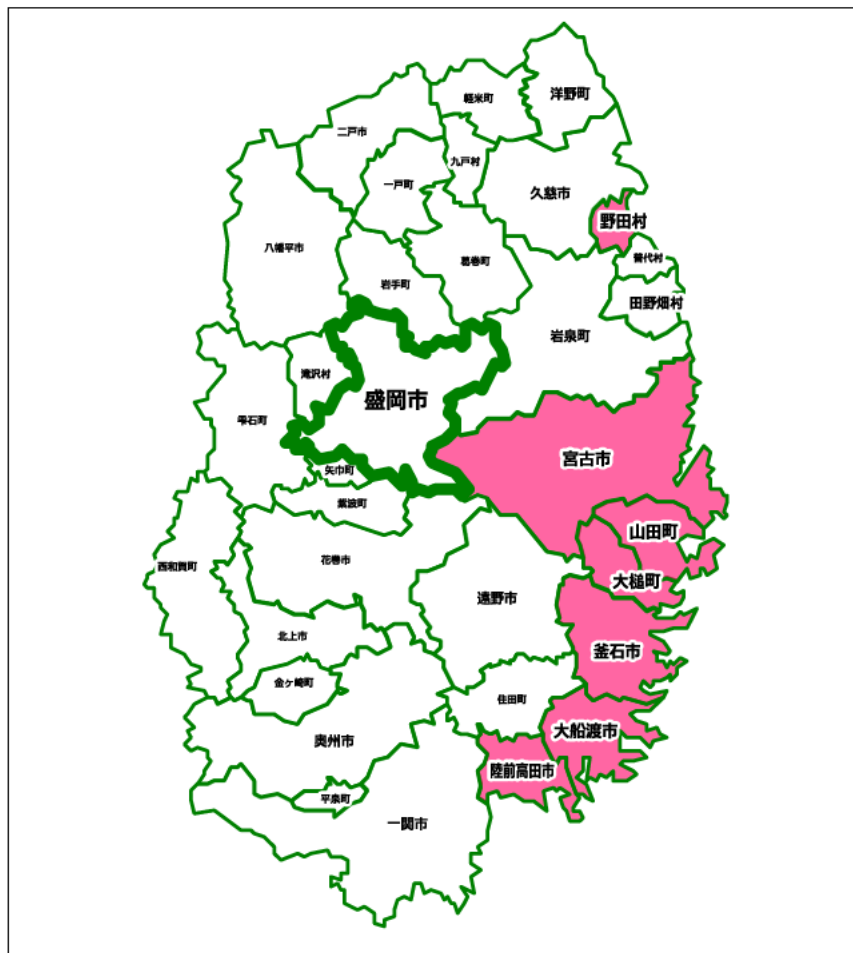 洋野町
軽米町
二戸市
九戸村
一戸町
久慈市
野田村
八幡平市
普代村
葛巻町
岩手町
田野畑村
岩泉町
滝沢村
盛岡市
雫石町
宮古市
矢巾町
紫波町
山田町
花巻市
西和賀町
大槌町
遠野市
北上市
釜石市
金ヶ崎町
住田町
大船渡市
奥州市
陸前高田市
平泉町
一関市